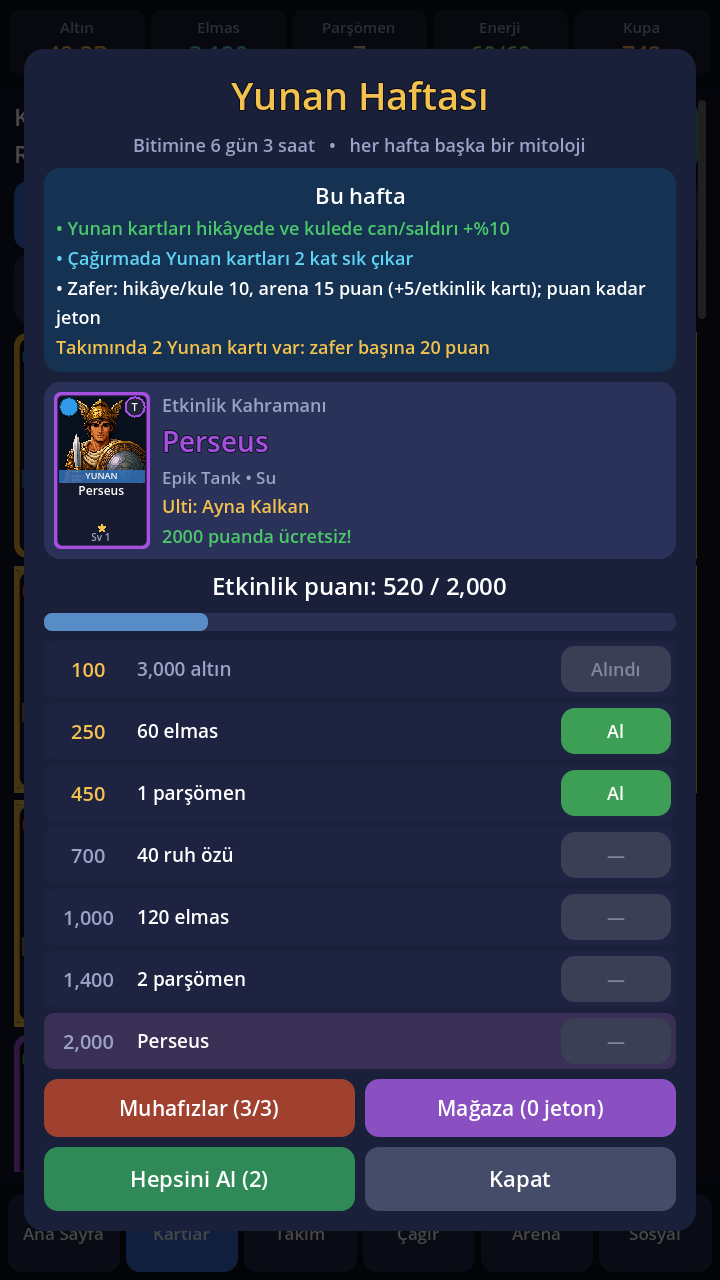 Altın Elmas Parşömen Enerji Kupa
Yunan Haftası
Bitimine 6 gün 3 saat • her hafta başka bir mitoloji
Bu hafta
• Yunan kartları hikâyede ve kulede can/saldırı +%10
• Çağırmada Yunan kartları 2 kat sık çıkar
• Zafer: hikâye/kule 10, arena 15 puan (+5/etkinlik kartı); puan kadar
jeton
Takımında 2 Yunan kartı var: zafer başına 20 puan
T
YUNAN
Perseus
Sv 1
Etkinlik Kahramanı
Perseus
Epik Tank • Su
Ulti: Ayna Kalkan
2000 puanda ücretsiz!
Etkinlik puanı: 520 / 2,000
100 3,000 altın Alındı
250 60 elmas Al
450 1 parşömen Al
700 40 ruh özü —
1,000 120 elmas —
1,400 2 parşömen —
2,000 Perseus —
Muhafızlar (3/3) Mağaza (0 jeton)
Hepsini Al (2) Kapat
Ana Sayfa Kartlar Takım Çağır Arena Sosyal